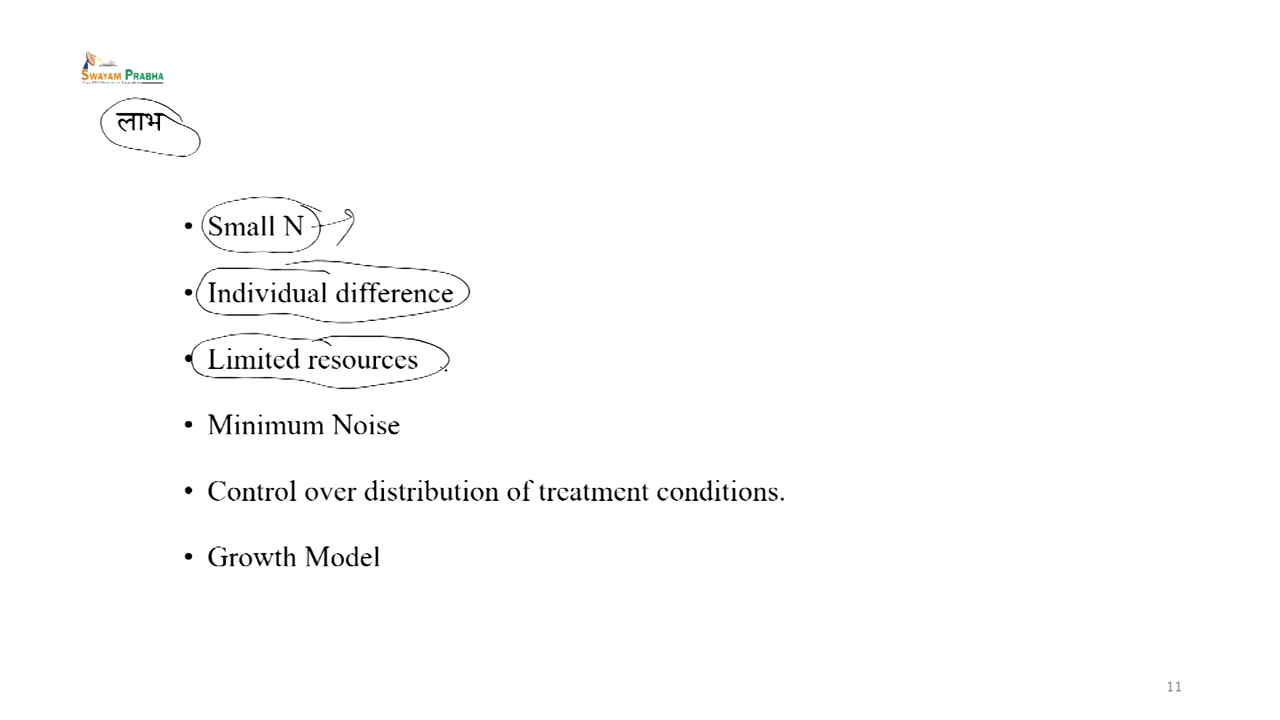 SWAYAM PRABHA
लाभ
• Small N
• Individual difference
• Limited resources
• Minimum Noise
• Control over distribution of treatment conditions.
• Growth Model
11